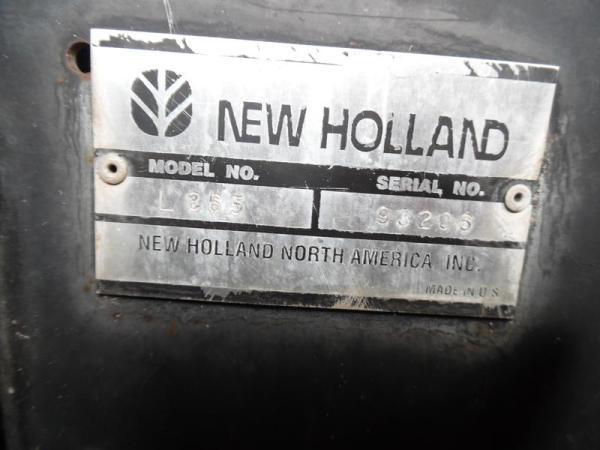 NEW HOLLAND
MODEL NO. SERIAL NO.
NEW HOLLAND NORTH AMERICA INC.
MADE IN U S